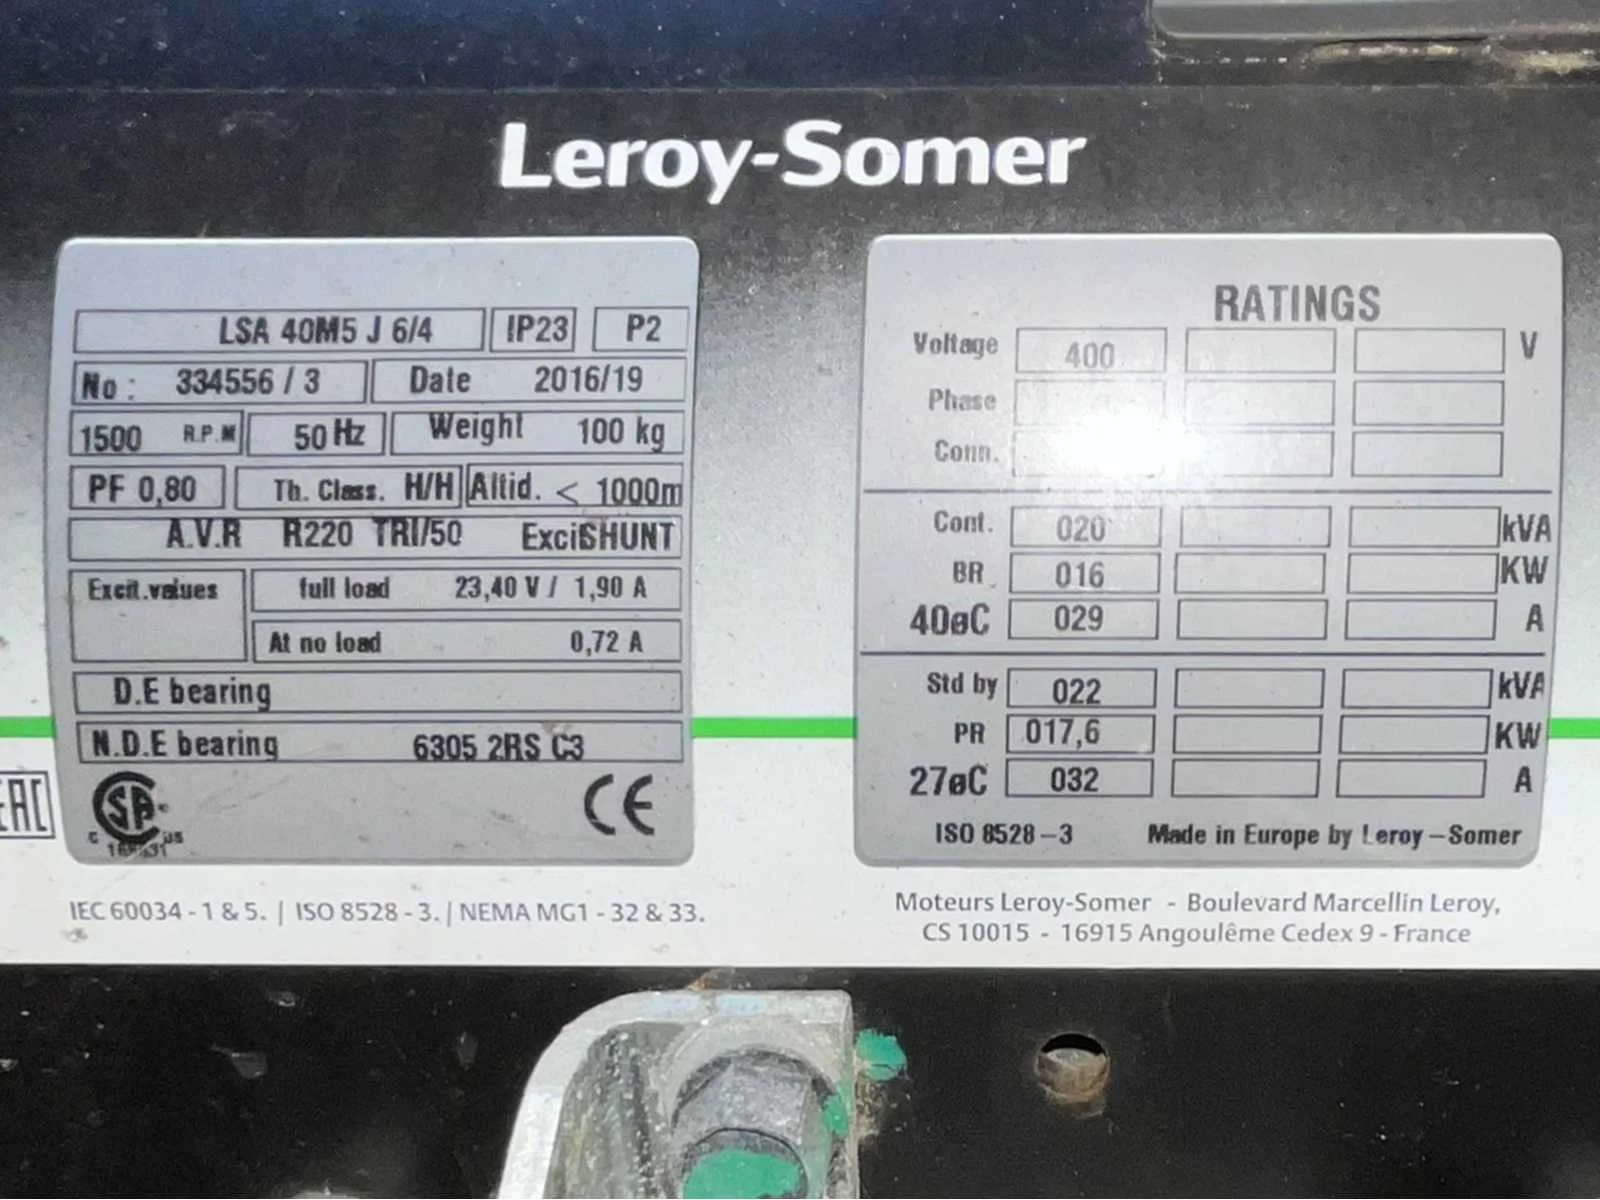 Leroy-Somer
LSA 40M5 J 6/4 IP23 P2
No : 334556 / 3 Date 2016/19
1500 R.P.M 50 Hz Weight 100 kg
PF 0,80 Th. Class. H/H Altid. < 1000m
A.V.R R220 TRI/50 ExcitSHUNT
Excit.values full load 23,40 V / 1,90 A
At no load 0,72 A
D.E bearing
N.D.E bearing 6305 2RS C3
EAC
CSA
C US
CE
IEC 60034 - 1 & 5. | ISO 8528 - 3. | NEMA MG1 - 32 & 33.
RATINGS
Voltage 400 V
Phase
Conn.
Cont. 020 kVA
BR 016 KW
40øC 029 A
Std by 022 kVA
PR 017,6 KW
27øC 032 A
ISO 8528-3 Made in Europe by Leroy-Somer
Moteurs Leroy-Somer - Boulevard Marcellin Leroy,
CS 10015 - 16915 Angoulême Cedex 9 - France